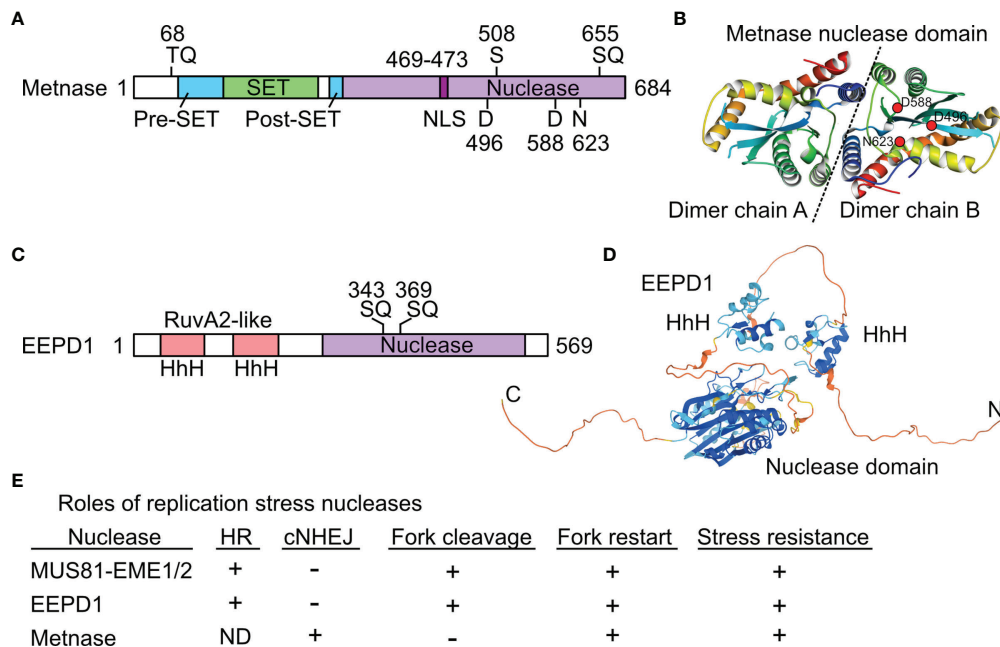 A
68
TQ
469-473
508
S
655
SQ
Metnase 1
SET
Nuclease
684
Pre-SET
Post-SET
NLS
D
496
D
588
N
623
B
Metnase nuclease domain
D588
D496
N623
Dimer chain A
Dimer chain B
C
343
SQ
369
SQ
RuvA2-like
EEPD1 1
Nuclease
569
HhH
HhH
D
EEPD1
HhH
HhH
C
N
Nuclease domain
E
Roles of replication stress nucleases
Nuclease HR cNHEJ Fork cleavage Fork restart Stress resistance
MUS81-EME1/2 + - + + +
EEPD1 + - + + +
Metnase ND + - + +